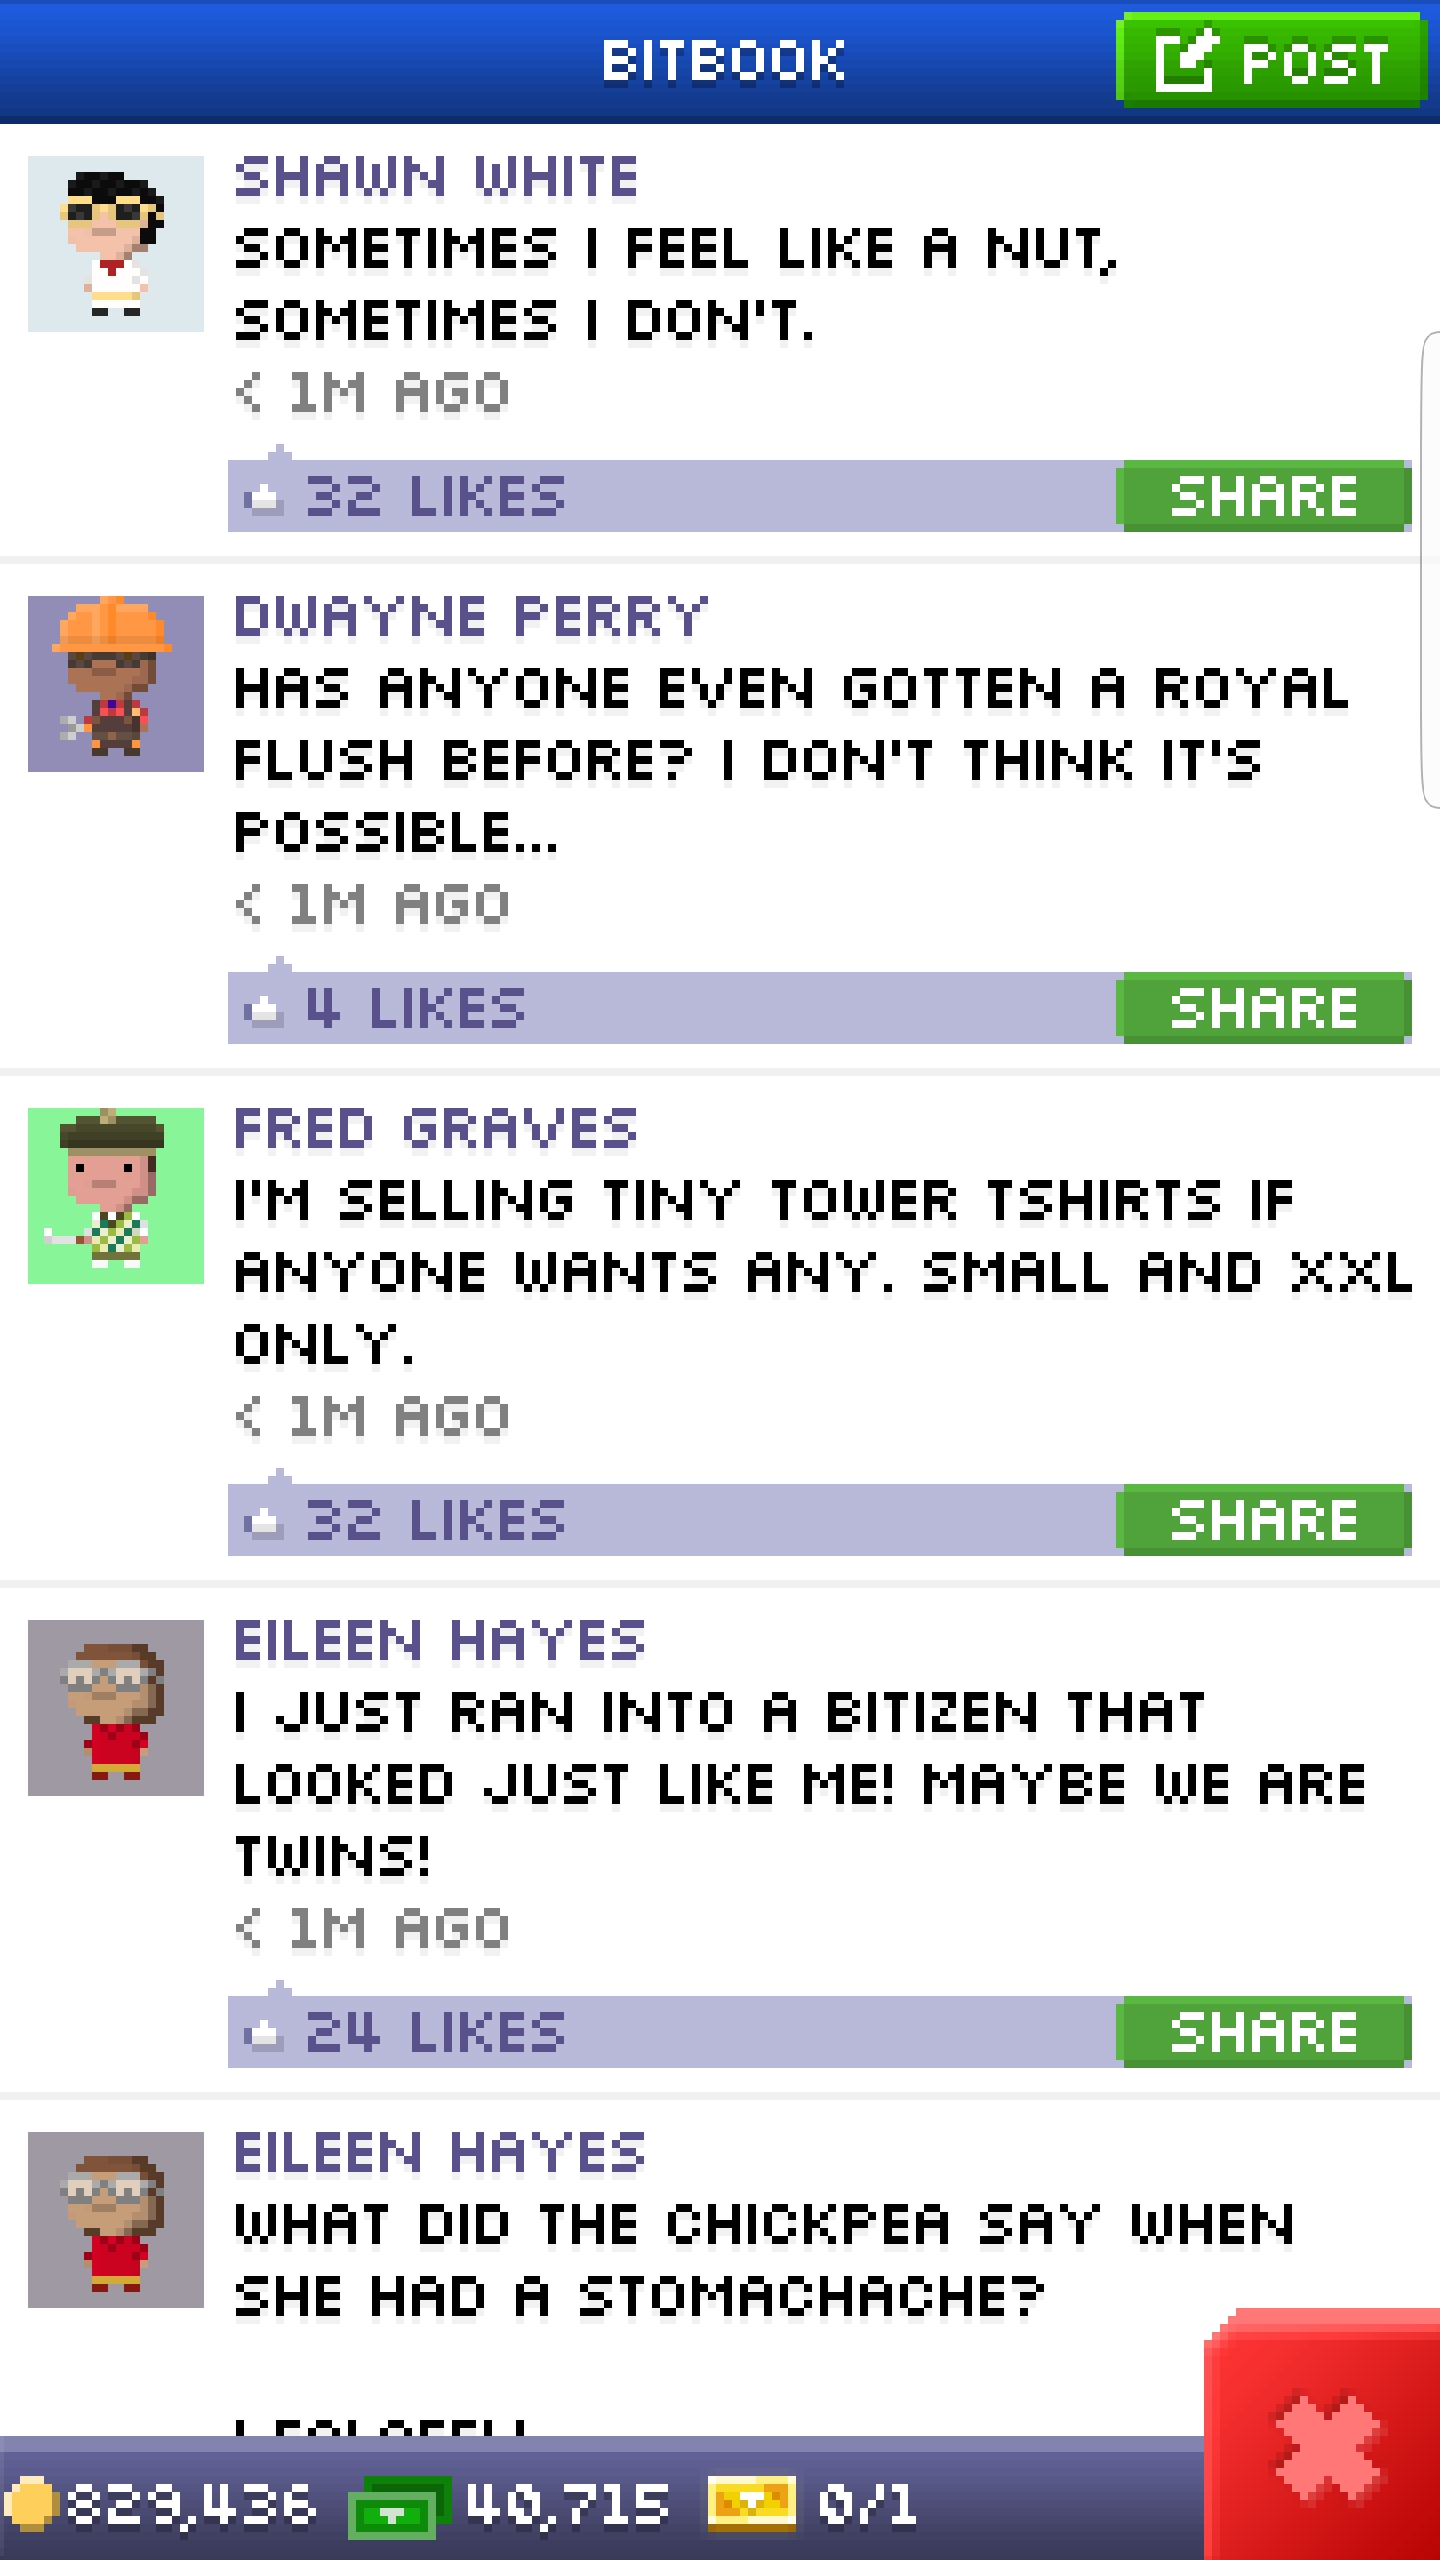 BITBOOK
POST
SHAWN WHITE
SOMETIMES I FEEL LIKE A NUT,
SOMETIMES I DON'T.
< 1M AGO
32 LIKES
SHARE
DWAYNE PERRY
HAS ANYONE EVEN GOTTEN A ROYAL
FLUSH BEFORE? I DON'T THINK IT'S
POSSIBLE...
< 1M AGO
4 LIKES
SHARE
FRED GRAVES
I'M SELLING TINY TOWER TSHIRTS IF
ANYONE WANTS ANY. SMALL AND XXL
ONLY.
< 1M AGO
32 LIKES
SHARE
EILEEN HAYES
I JUST RAN INTO A BITIZEN THAT
LOOKED JUST LIKE ME! MAYBE WE ARE
TWINS!
< 1M AGO
24 LIKES
SHARE
EILEEN HAYES
WHAT DID THE CHICKPEA SAY WHEN
SHE HAD A STOMACHACHE?
829,436
40,715
0/1